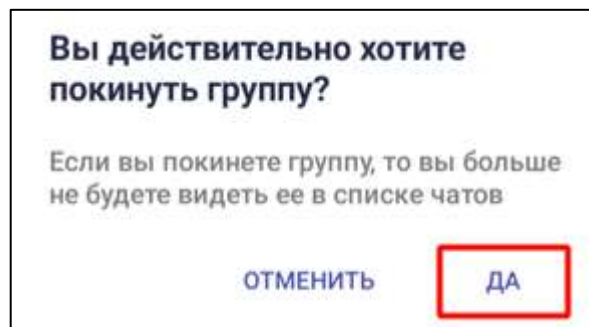 Вы действительно хотите
покинуть группу?
Если вы покинете группу, то вы больше
не будете видеть ее в списке чатов
ОТМЕНИТЬ ДА